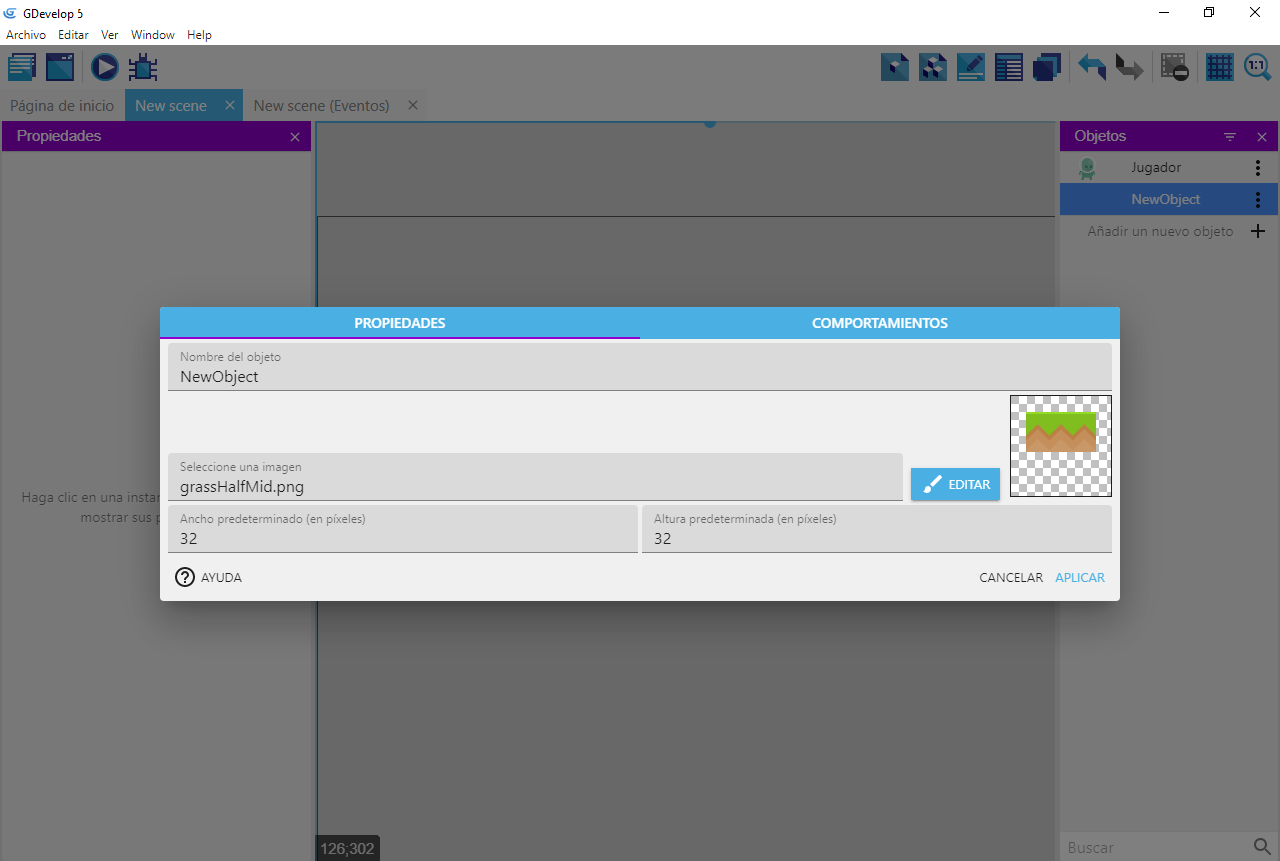 GDevelop 5
Archivo Editar Ver Window Help
1:1
Página de inicio New scene New scene (Eventos)
Propiedades
Objetos
Jugador
NewObject
Añadir un nuevo objeto
PROPIEDADES COMPORTAMIENTOS
Nombre del objeto
NewObject
Seleccione una imagen
grassHalfMid.png
EDITAR
Haga clic en una instan
mostrar sus p
Ancho predeterminado (en píxeles) Altura predeterminada (en píxeles)
32 32
AYUDA CANCELAR APLICAR
126;302
Buscar